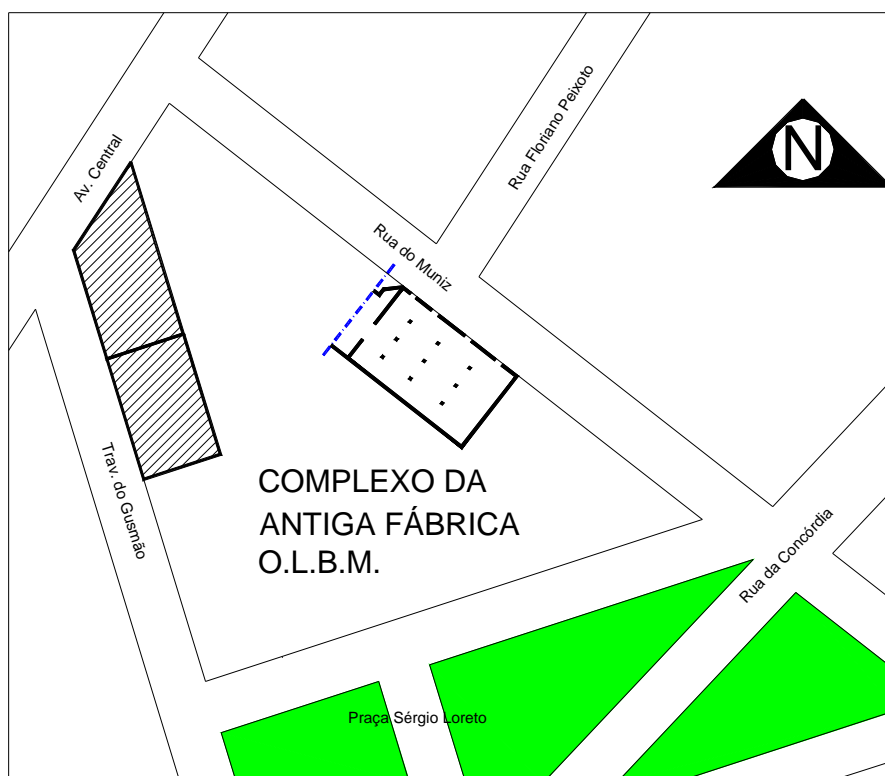 Av. Central
Rua Floriano Peixoto
N
Rua do Muniz
Trav. do Gusmão
COMPLEXO DA
ANTIGA FÁBRICA
O.L.B.M.
Rua da Concórdia
Praça Sérgio Loreto